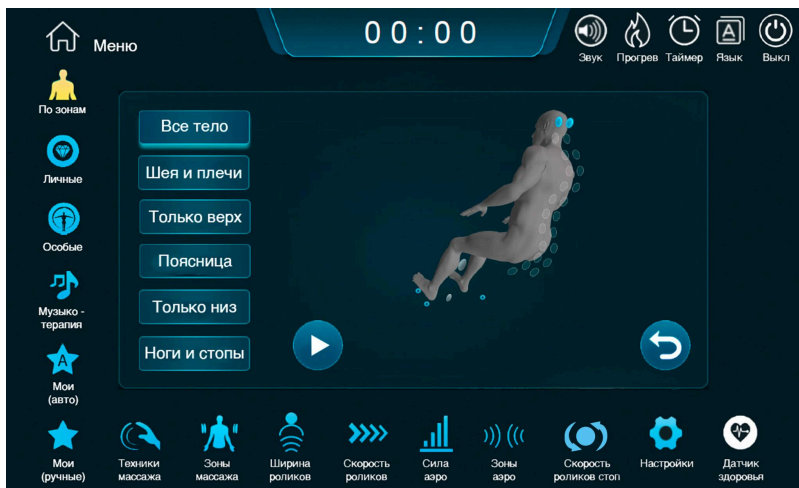 Меню
00:00
Звук
Прогрев
Таймер
A
Язык
Выкл
По зонам
Личные
Особые
Музыко -
терапия
A
Мои
(авто)
Все тело
Шея и плечи
Только верх
Поясница
Только низ
Ноги и стопы
Мои
(ручные)
Техники
массажа
Зоны
массажа
Ширина
роликов
Скорость
роликов
Сила
аэро
Зоны
аэро
Скорость
роликов стоп
Настройки
Датчик
здоровья